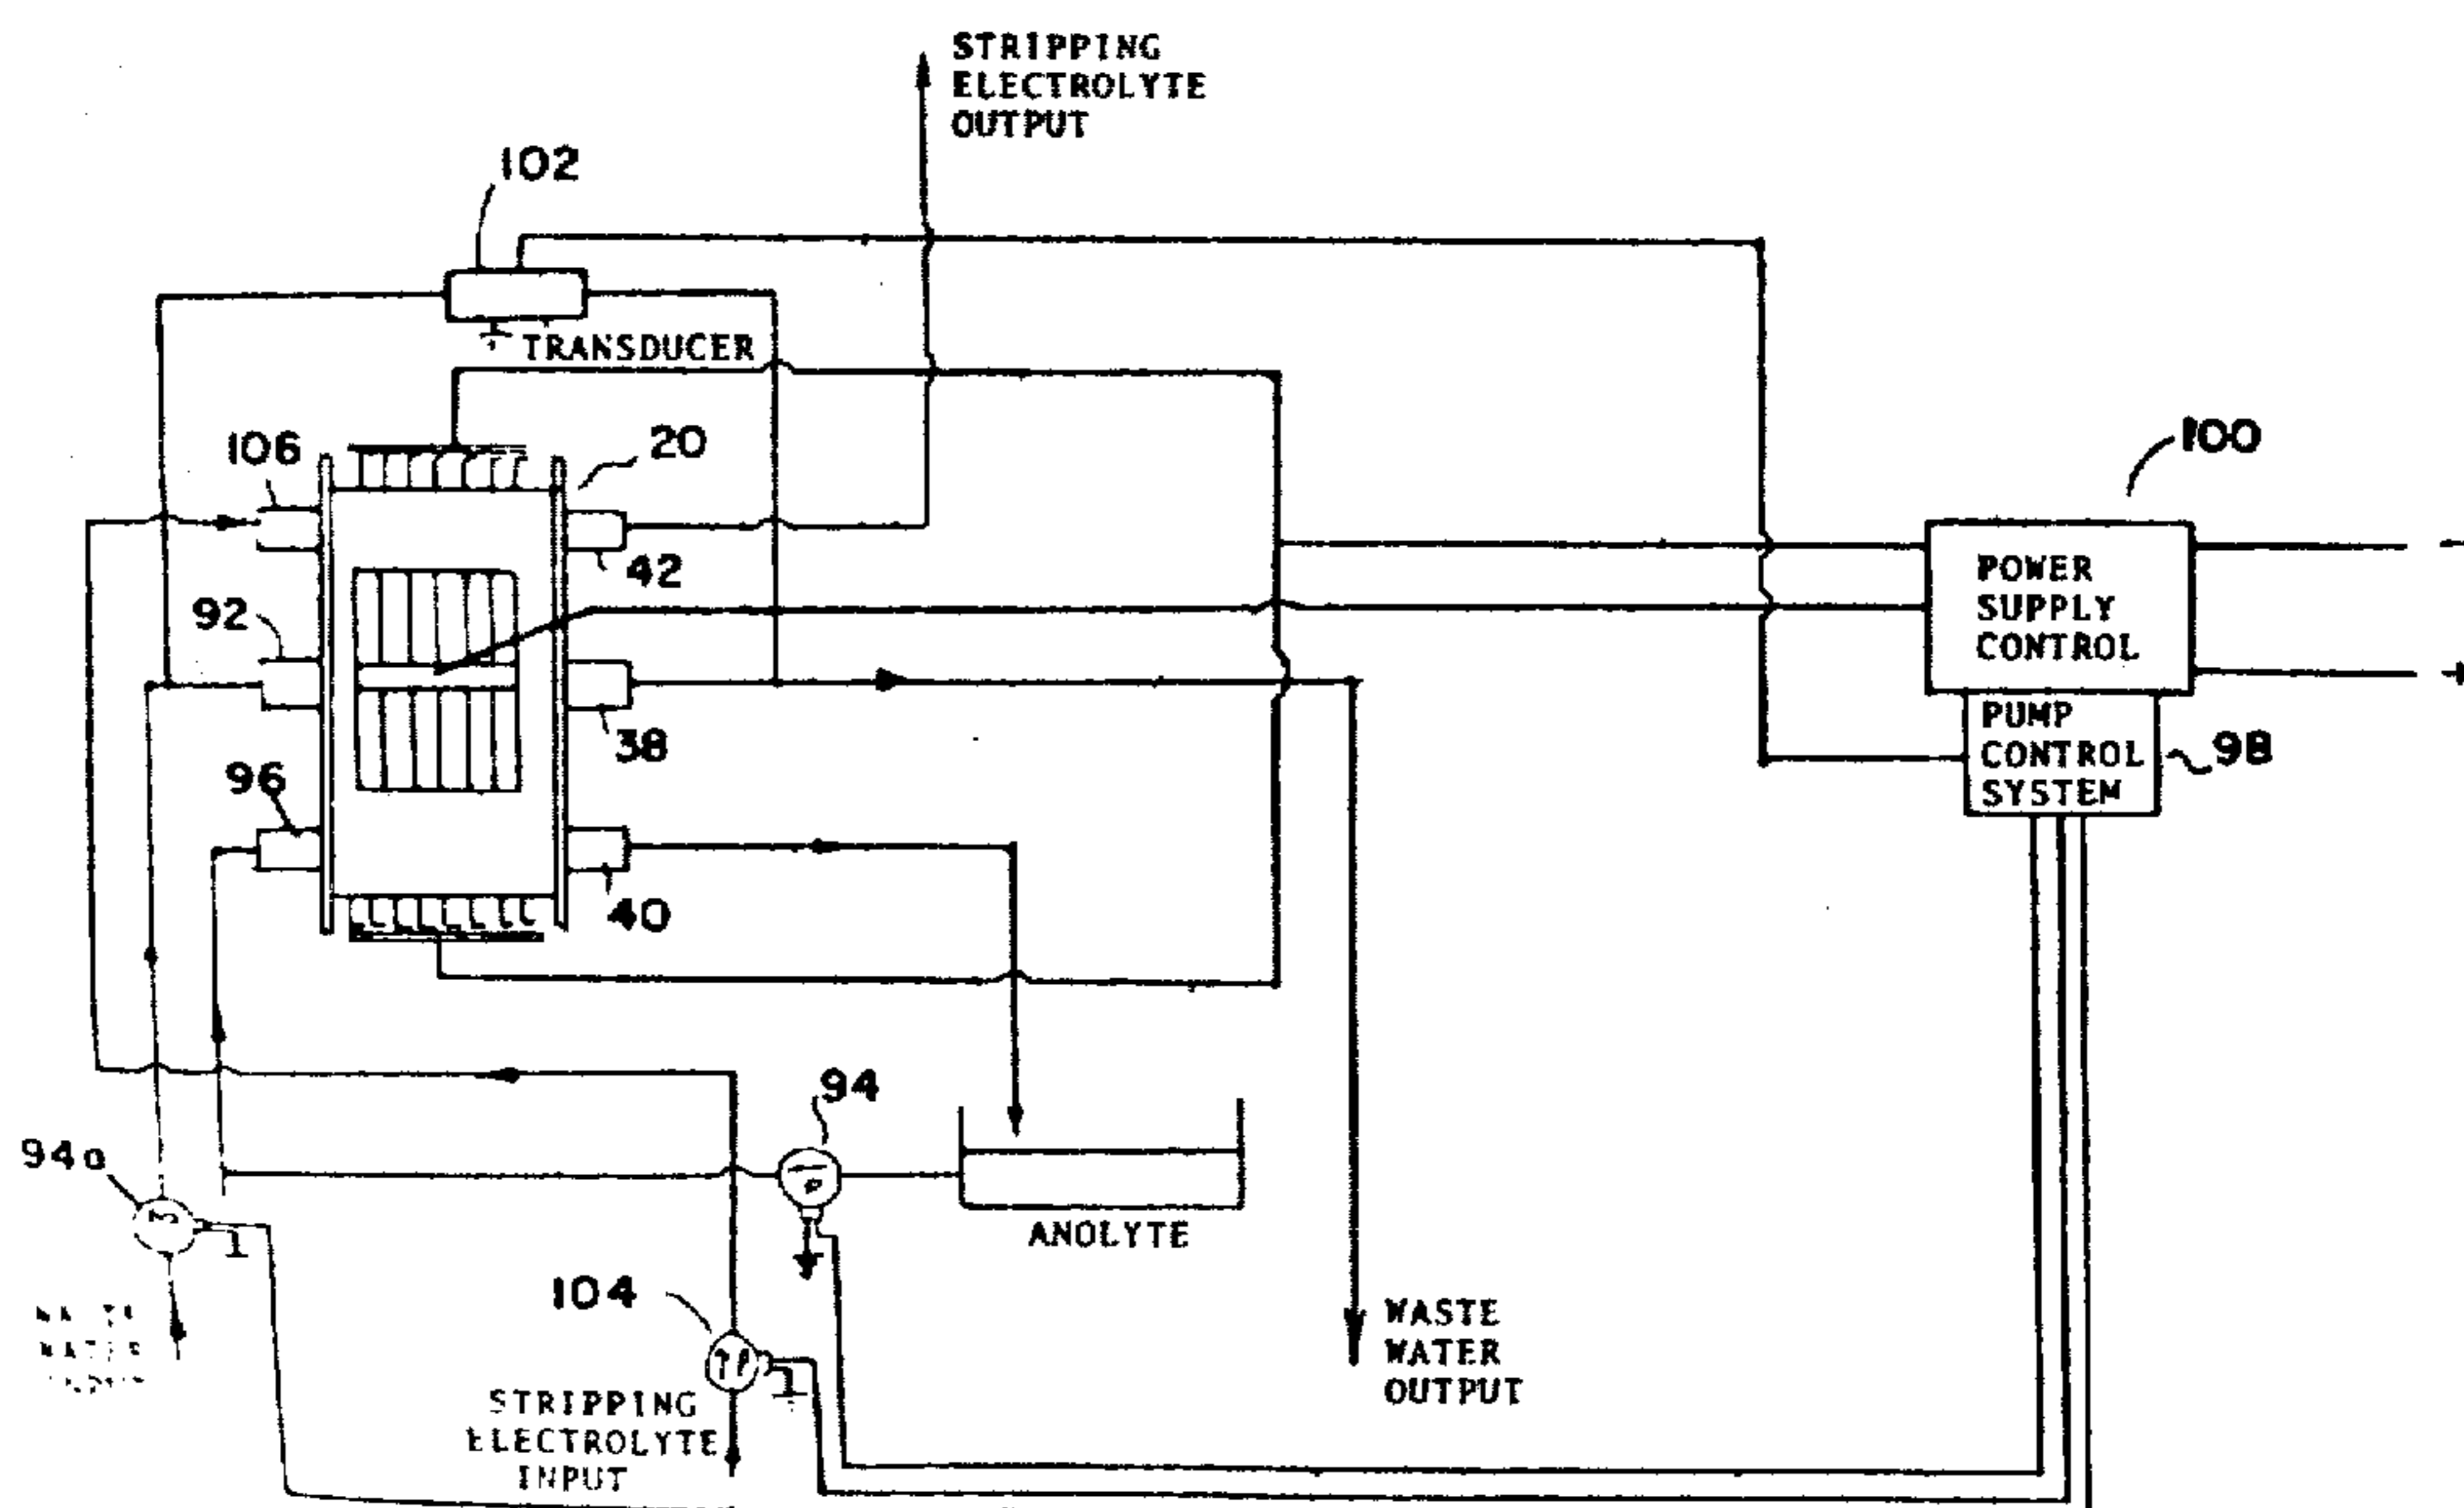 STRIPPING
ELECTROLYTE
OUTPUT
102
TRANSDUCER
106
20
100
42
92
POWER
SUPPLY
CONTROL
38
PUMP
CONTROL
SYSTEM
98
96
40
94
94a
P
ANOLYTE
104
WASTE
WATER
OUTPUT
STRIPPING
ELECTROLYTE
INPUT
WATER